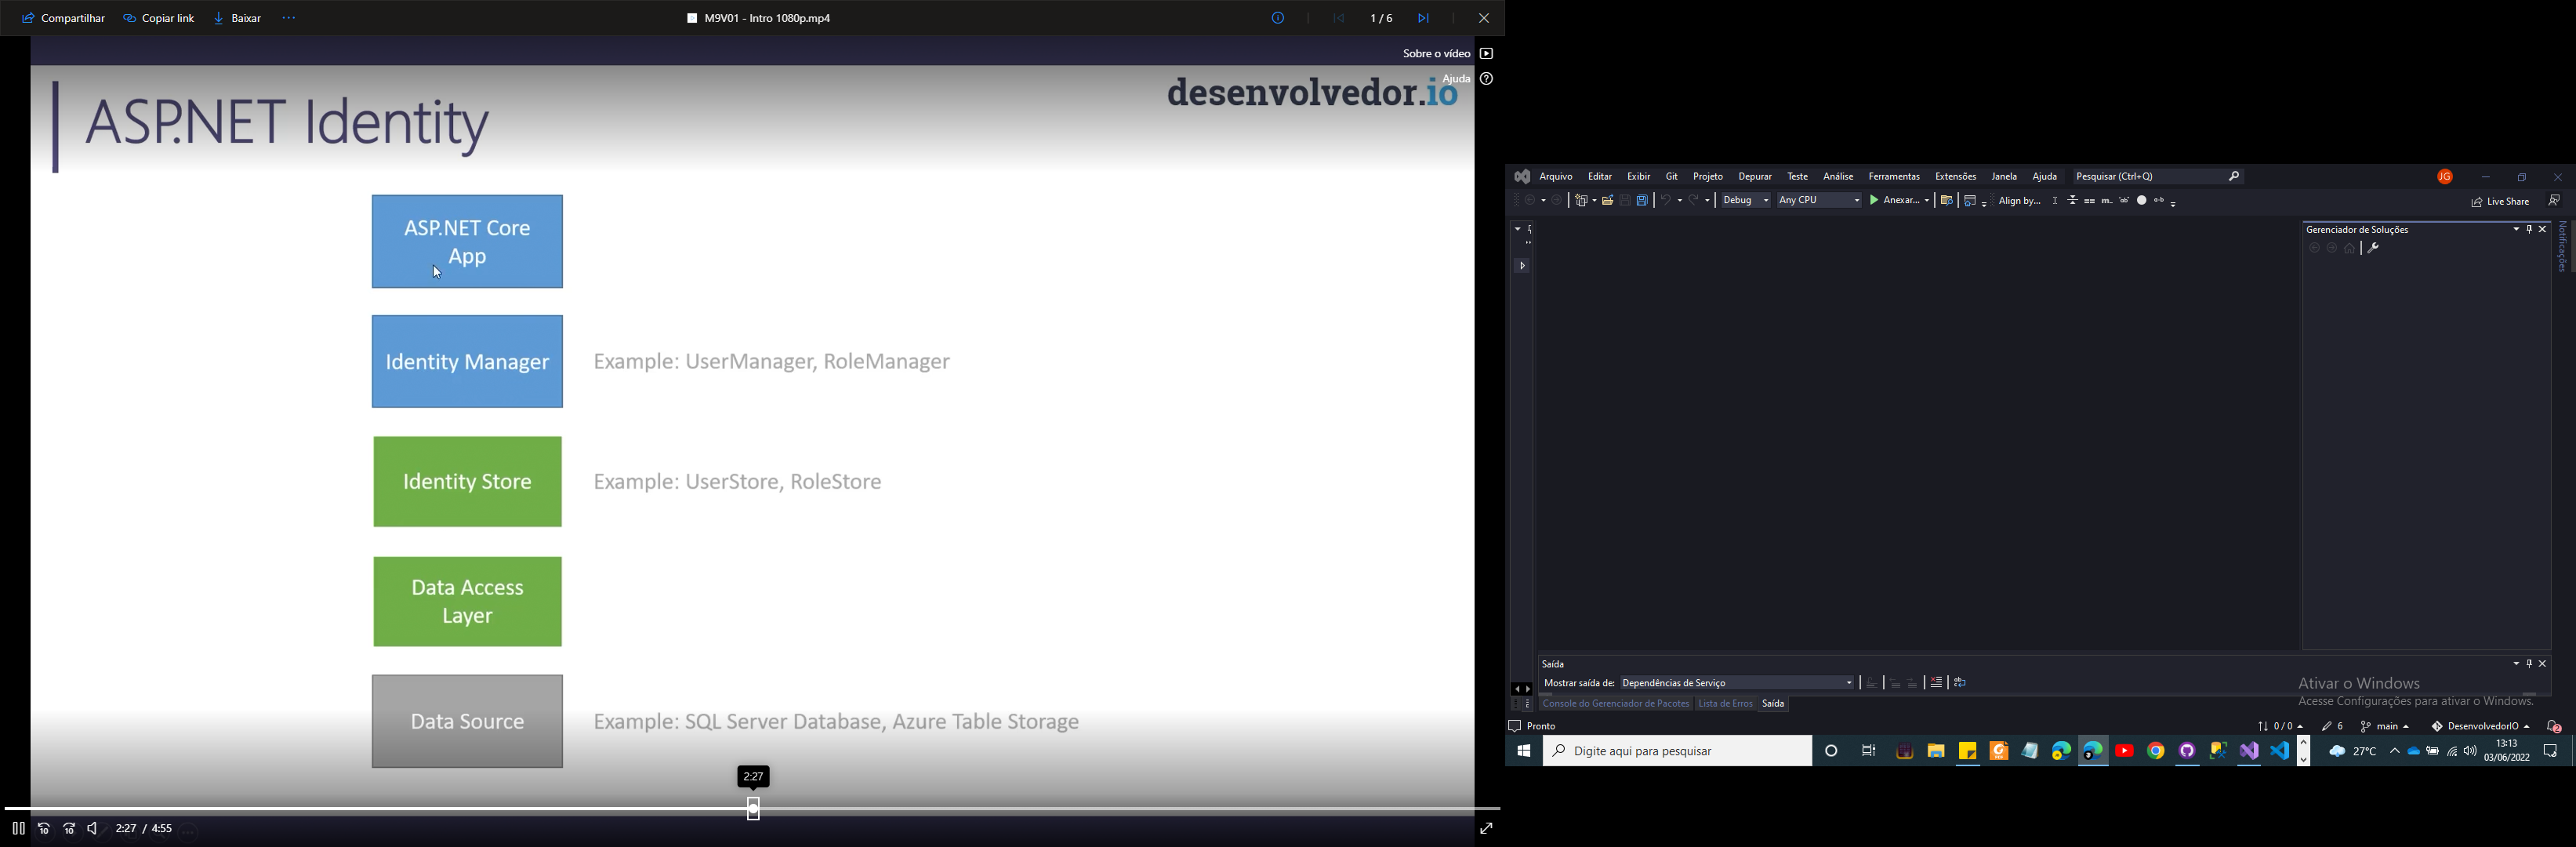 Compartilhar
Copiar link
Baixar
M9V01 - Intro 1080p.mp4
1 / 6
Sobre o vídeo
Ajuda
desenvolvedor.io
ASP.NET Identity
ASP.NET Core
App
Identity Manager
Example: UserManager, RoleManager
Identity Store
Example: UserStore, RoleStore
Data Access
Layer
Data Source
Example: SQL Server Database, Azure Table Storage
2:27
10
10
2:27 / 4:55
Arquivo
Editar
Exibir
Git
Projeto
Depurar
Teste
Análise
Ferramentas
Extensões
Janela
Ajuda
Pesquisar (Ctrl+Q)
JG
Debug
Any CPU
Anexar...
Align by...
Live Share
Gerenciador de Soluções
Notificações
Saída
Mostrar saída de: Dependências de Serviço
Console do Gerenciador de Pacotes
Lista de Erros
Saída
Ativar o Windows
Acesse Configurações para ativar o Windows.
Pronto
0 / 0
6
main
DesenvolvedorIO
2
Digite aqui para pesquisar
27°C
13:13
03/06/2022